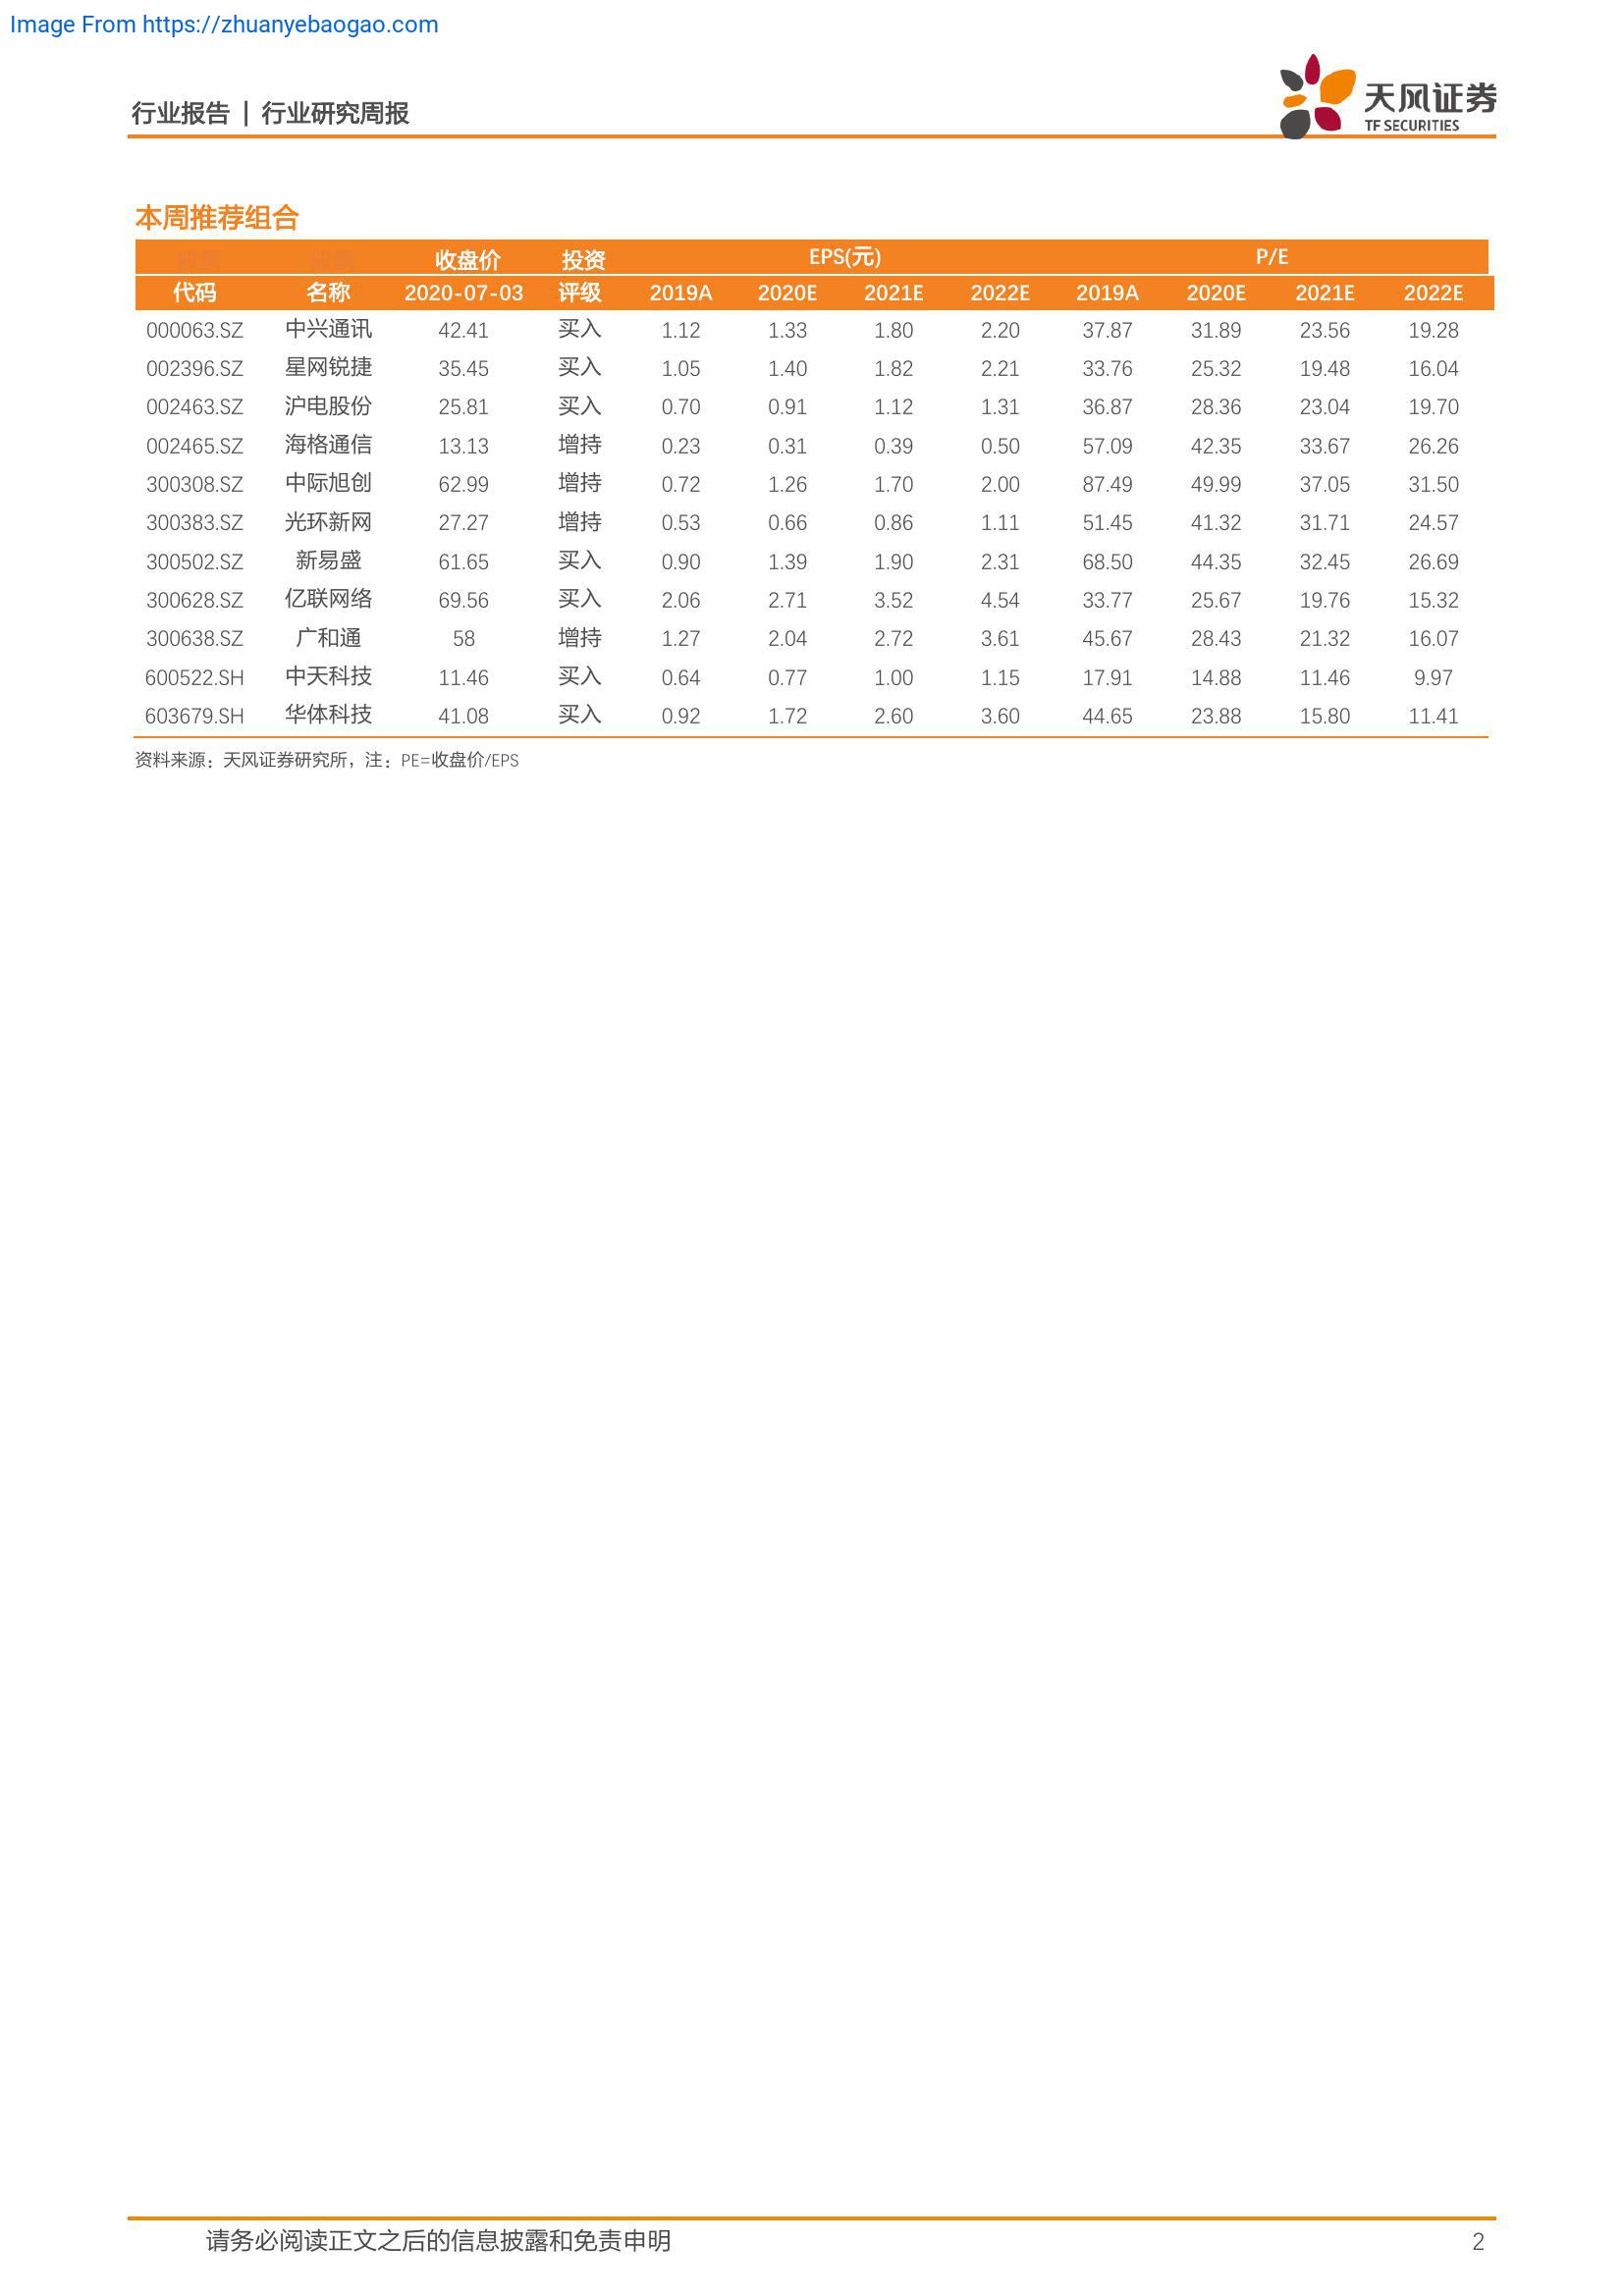 Image From https://zhuanyebaogao.com
行业报告 | 行业研究周报
天风证券
TF SECURITIES
本周推荐组合
收盘价 投资 EPS(元) P/E
代码 名称 2020-07-03 评级 2019A 2020E 2021E 2022E 2019A 2020E 2021E 2022E
000063.SZ 中兴通讯 42.41 买入 1.12 1.33 1.80 2.20 37.87 31.89 23.56 19.28
002396.SZ 星网锐捷 35.45 买入 1.05 1.40 1.82 2.21 33.76 25.32 19.48 16.04
002463.SZ 沪电股份 25.81 买入 0.70 0.91 1.12 1.31 36.87 28.36 23.04 19.70
002465.SZ 海格通信 13.13 增持 0.23 0.31 0.39 0.50 57.09 42.35 33.67 26.26
300308.SZ 中际旭创 62.99 增持 0.72 1.26 1.70 2.00 87.49 49.99 37.05 31.50
300383.SZ 光环新网 27.27 增持 0.53 0.66 0.86 1.11 51.45 41.32 31.71 24.57
300502.SZ 新易盛 61.65 买入 0.90 1.39 1.90 2.31 68.50 44.35 32.45 26.69
300628.SZ 亿联网络 69.56 买入 2.06 2.71 3.52 4.54 33.77 25.67 19.76 15.32
300638.SZ 广和通 58 增持 1.27 2.04 2.72 3.61 45.67 28.43 21.32 16.07
600522.SH 中天科技 11.46 买入 0.64 0.77 1.00 1.15 17.91 14.88 11.46 9.97
603679.SH 华体科技 41.08 买入 0.92 1.72 2.60 3.60 44.65 23.88 15.80 11.41
资料来源：天风证券研究所，注：PE=收盘价/EPS
请务必阅读正文之后的信息披露和免责申明 2